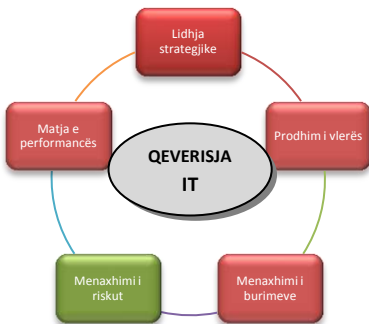 Lidhja
strategjike
Matja e
performancës
Prodhim i vlerës
QEVERISJA
IT
Menaxhimi i
riskut
Menaxhimi i
burimeve